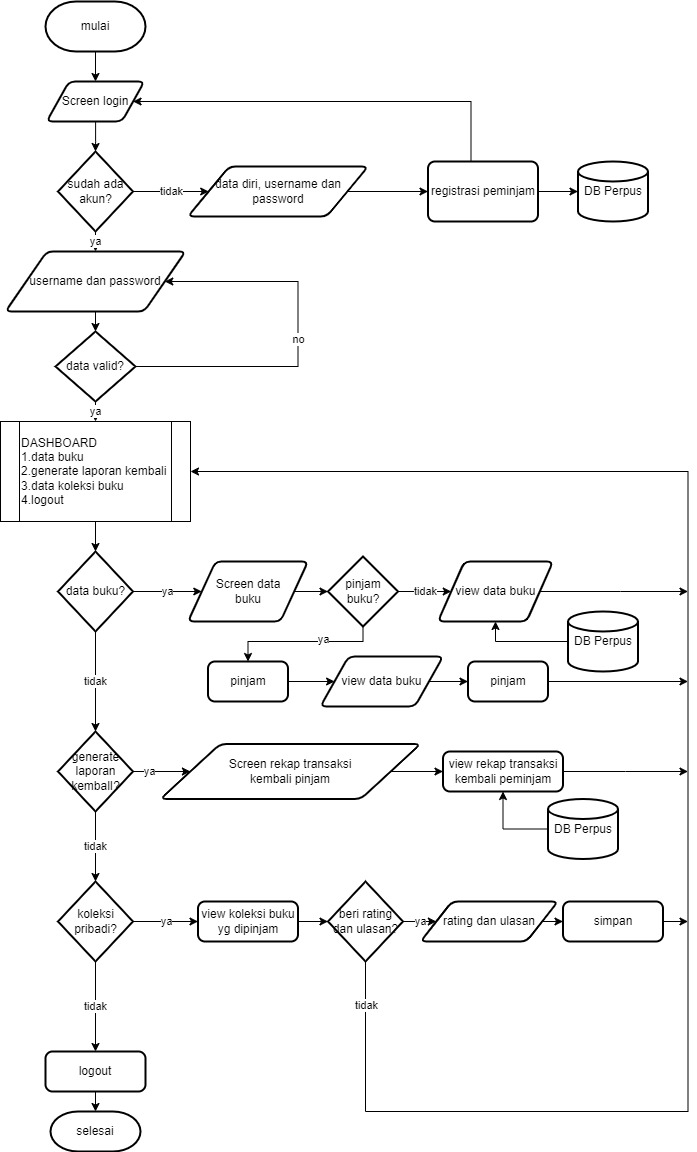 mulai
Screen login
sudah ada
akun?
tidak
data diri, username dan
password
registrasi peminjam
DB Perpus
ya
username dan password
no
data valid?
ya
DASHBOARD
1.data buku
2.generate laporan kembali
3.data koleksi buku
4.logout
data buku?
ya
Screen data
buku
pinjam
buku?
tidak
view data buku
ya
DB Perpus
pinjam
view data buku
pinjam
tidak
generate
laporan
kembali?
ya
Screen rekap transaksi
kembali pinjam
view rekap transaksi
kembali peminjam
DB Perpus
tidak
koleksi
pribadi?
ya
view koleksi buku
yg dipinjam
beri rating
dan ulasan?
ya
rating dan ulasan
simpan
tidak
tidak
logout
selesai